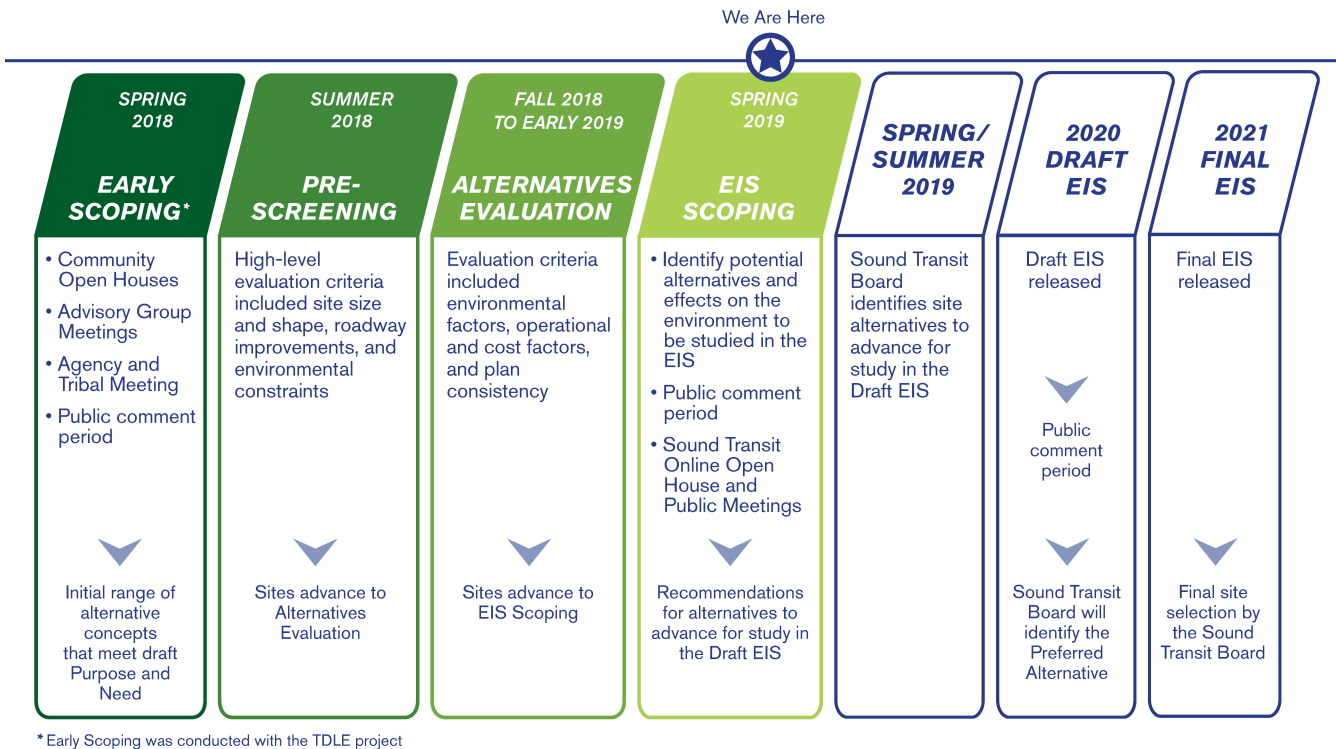 We Are Here
SPRING
2018
EARLY
SCOPING*
• Community
Open Houses
• Advisory Group
Meetings
• Agency and
Tribal Meeting
• Public comment
period
Initial range of
alternative
concepts
that meet draft
Purpose and
Need
SUMMER
2018
PRE-
SCREENING
High-level
evaluation criteria
included site size
and shape, roadway
improvements, and
environmental
constraints
Sites advance to
Alternatives
Evaluation
FALL 2018
TO EARLY 2019
ALTERNATIVES
EVALUATION
Evaluation criteria
included
environmental
factors, operational
and cost factors,
and plan
consistency
Sites advance to
EIS Scoping
SPRING
2019
EIS
SCOPING
• Identify potential
alternatives and
effects on the
environment to
be studied in the
EIS
• Public comment
period
• Sound Transit
Online Open
House and
Public Meetings
Recommendations
for alternatives to
advance for study in
the Draft EIS
SPRING/
SUMMER
2019
Sound Transit
Board
identifies site
alternatives to
advance for
study in the
Draft EIS
2020
DRAFT
EIS
Draft EIS
released
Public
comment
period
Sound Transit
Board will
identify the
Preferred
Alternative
2021
FINAL
EIS
Final EIS
released
Final site
selection by
the Sound
Transit Board
* Early Scoping was conducted with the TDLE project